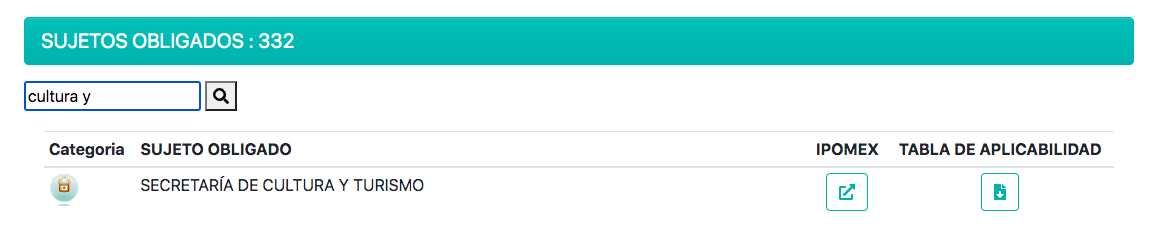 SUJETOS OBLIGADOS : 332
cultura y
Categoria SUJETO OBLIGADO IPOMEX TABLA DE APLICABILIDAD
SECRETARÍA DE CULTURA Y TURISMO